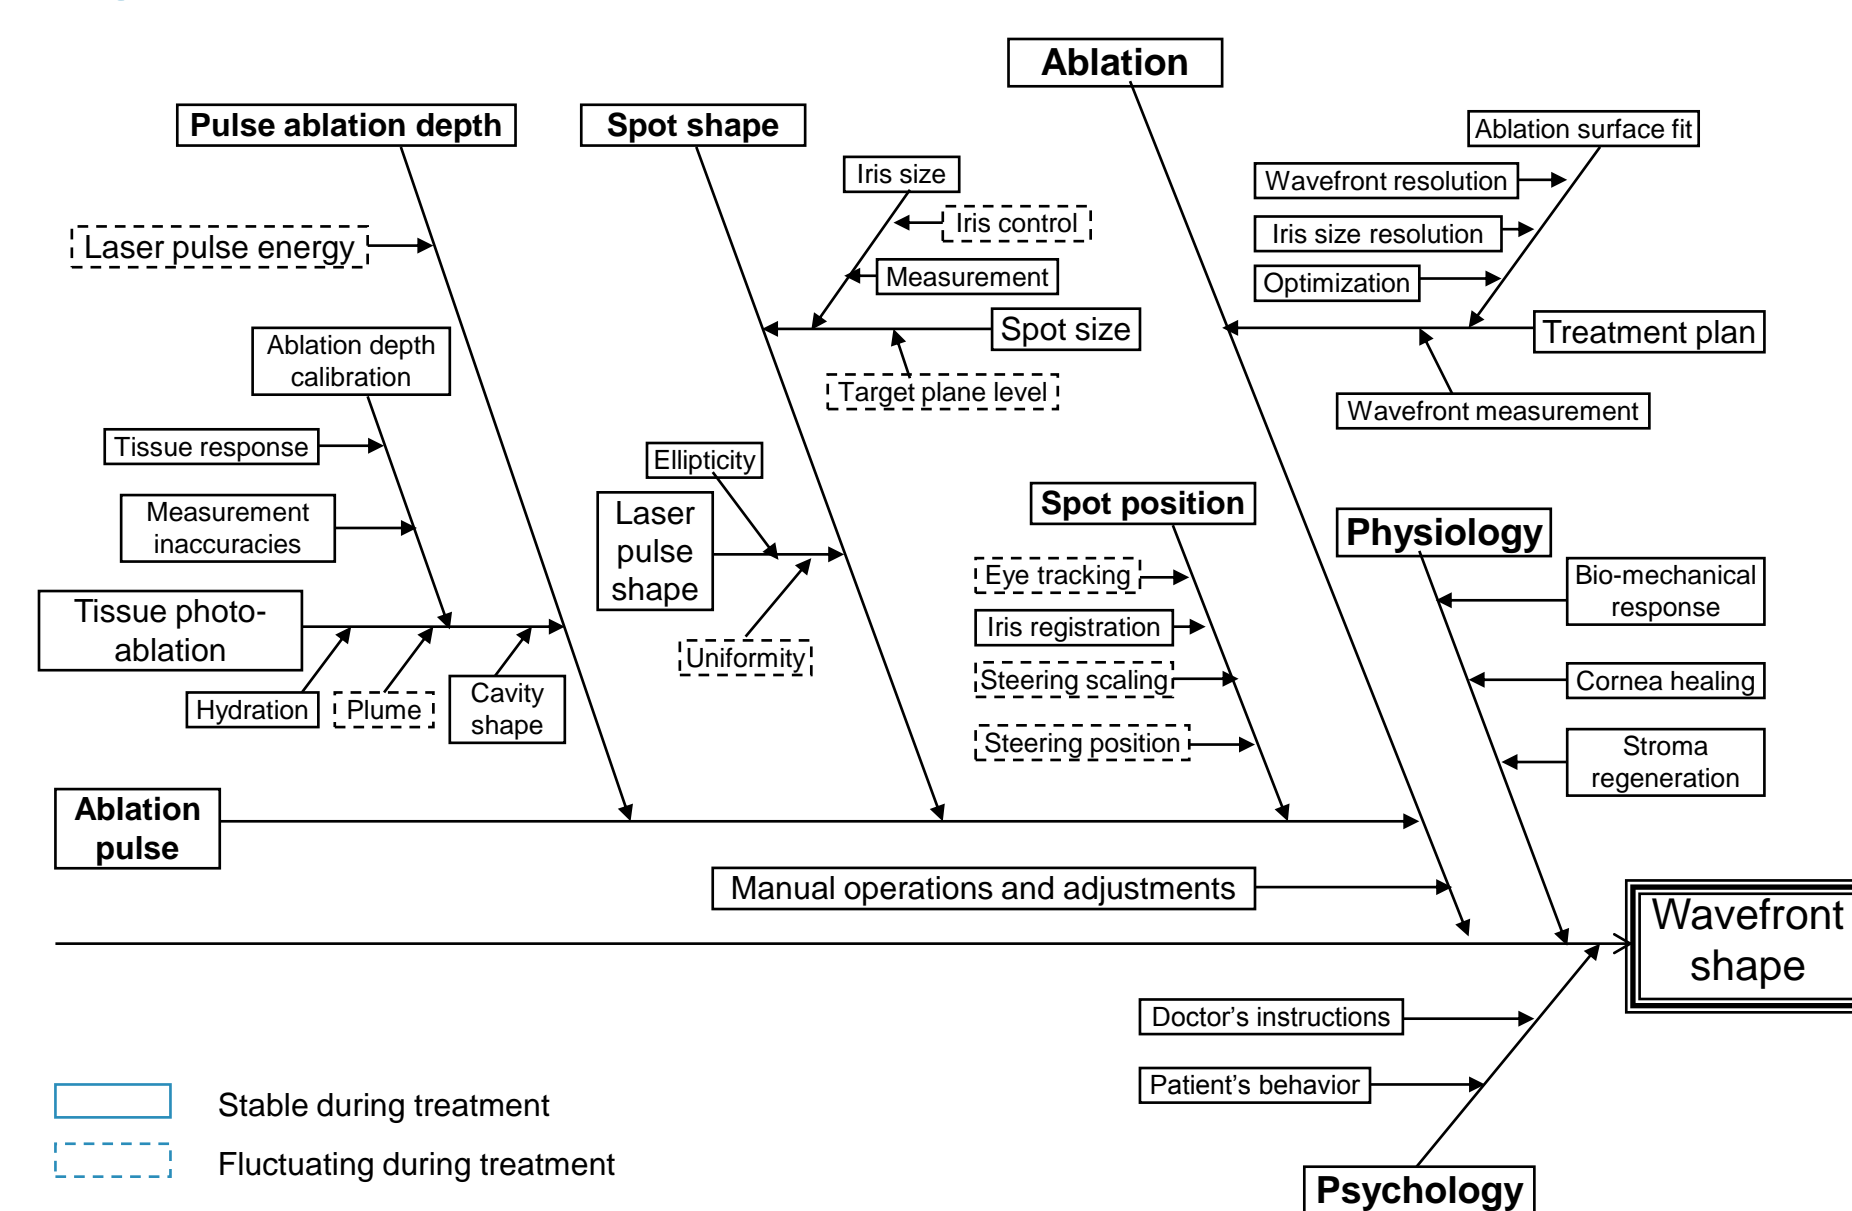 Ablation
Pulse ablation depth
Spot shape
Ablation surface fit
Iris size
Wavefront resolution
Iris control
Laser pulse energy
Iris size resolution
Measurement
Optimization
Spot size
Treatment plan
Ablation depth
calibration
Target plane level
Wavefront measurement
Tissue response
Ellipticity
Spot position
Measurement
inaccuracies
Laser
pulse
shape
Physiology
Eye tracking
Bio-mechanical
response
Tissue photo-
ablation
Iris registration
Uniformity
Steering scaling
Cornea healing
Hydration
Plume
Cavity
shape
Steering position
Stroma
regeneration
Ablation
pulse
Manual operations and adjustments
Wavefront
shape
Doctor’s instructions
Patient’s behavior
Stable during treatment
Fluctuating during treatment
Psychology